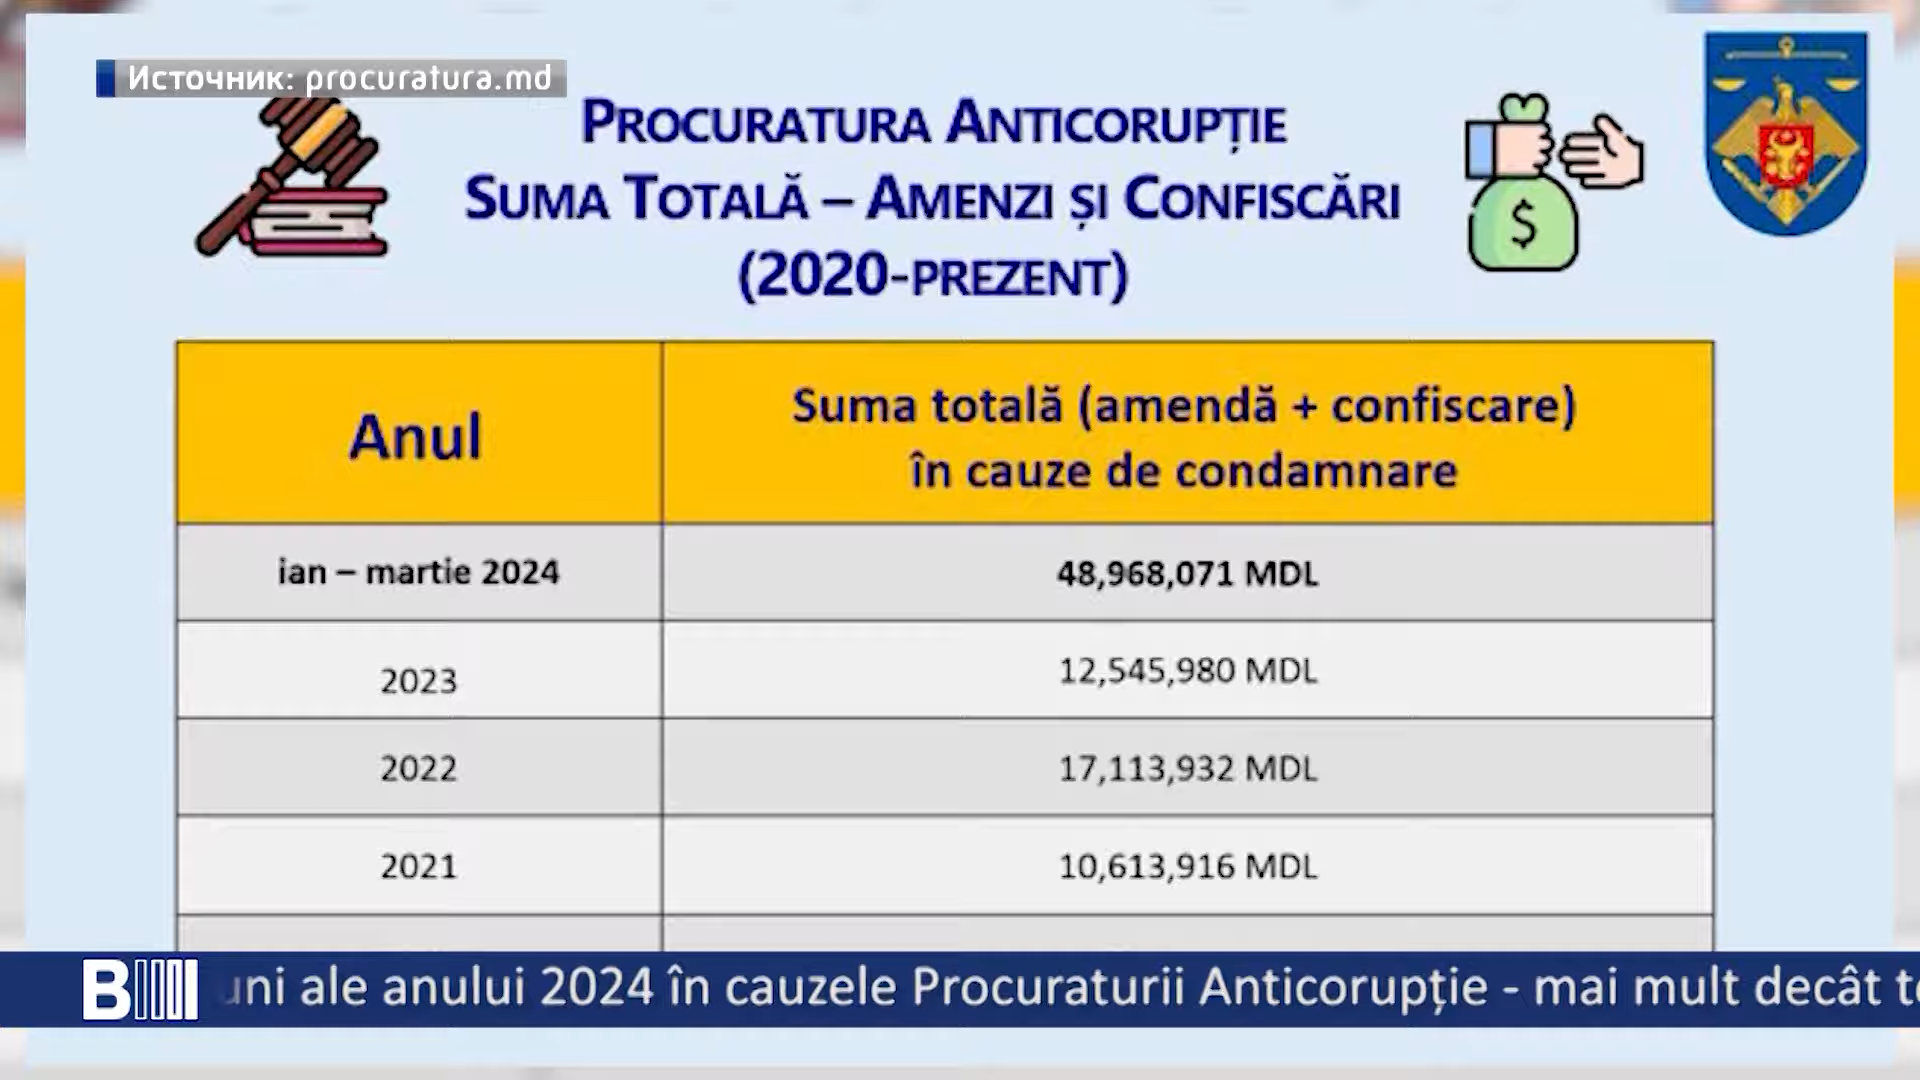 Источник: procuratura.md
PROCURATURA ANTICORUPȚIE
SUMA TOTALĂ – AMENZI ȘI CONFISCĂRI
(2020-PREZENT)
Anul
Suma totală (amendă + confiscare)
în cauze de condamnare
ian – martie 2024 48,968,071 MDL
2023 12,545,980 MDL
2022 17,113,932 MDL
2021 10,613,916 MDL
B uni ale anului 2024 în cauzele Procuraturii Anticorupție - mai mult decât
$